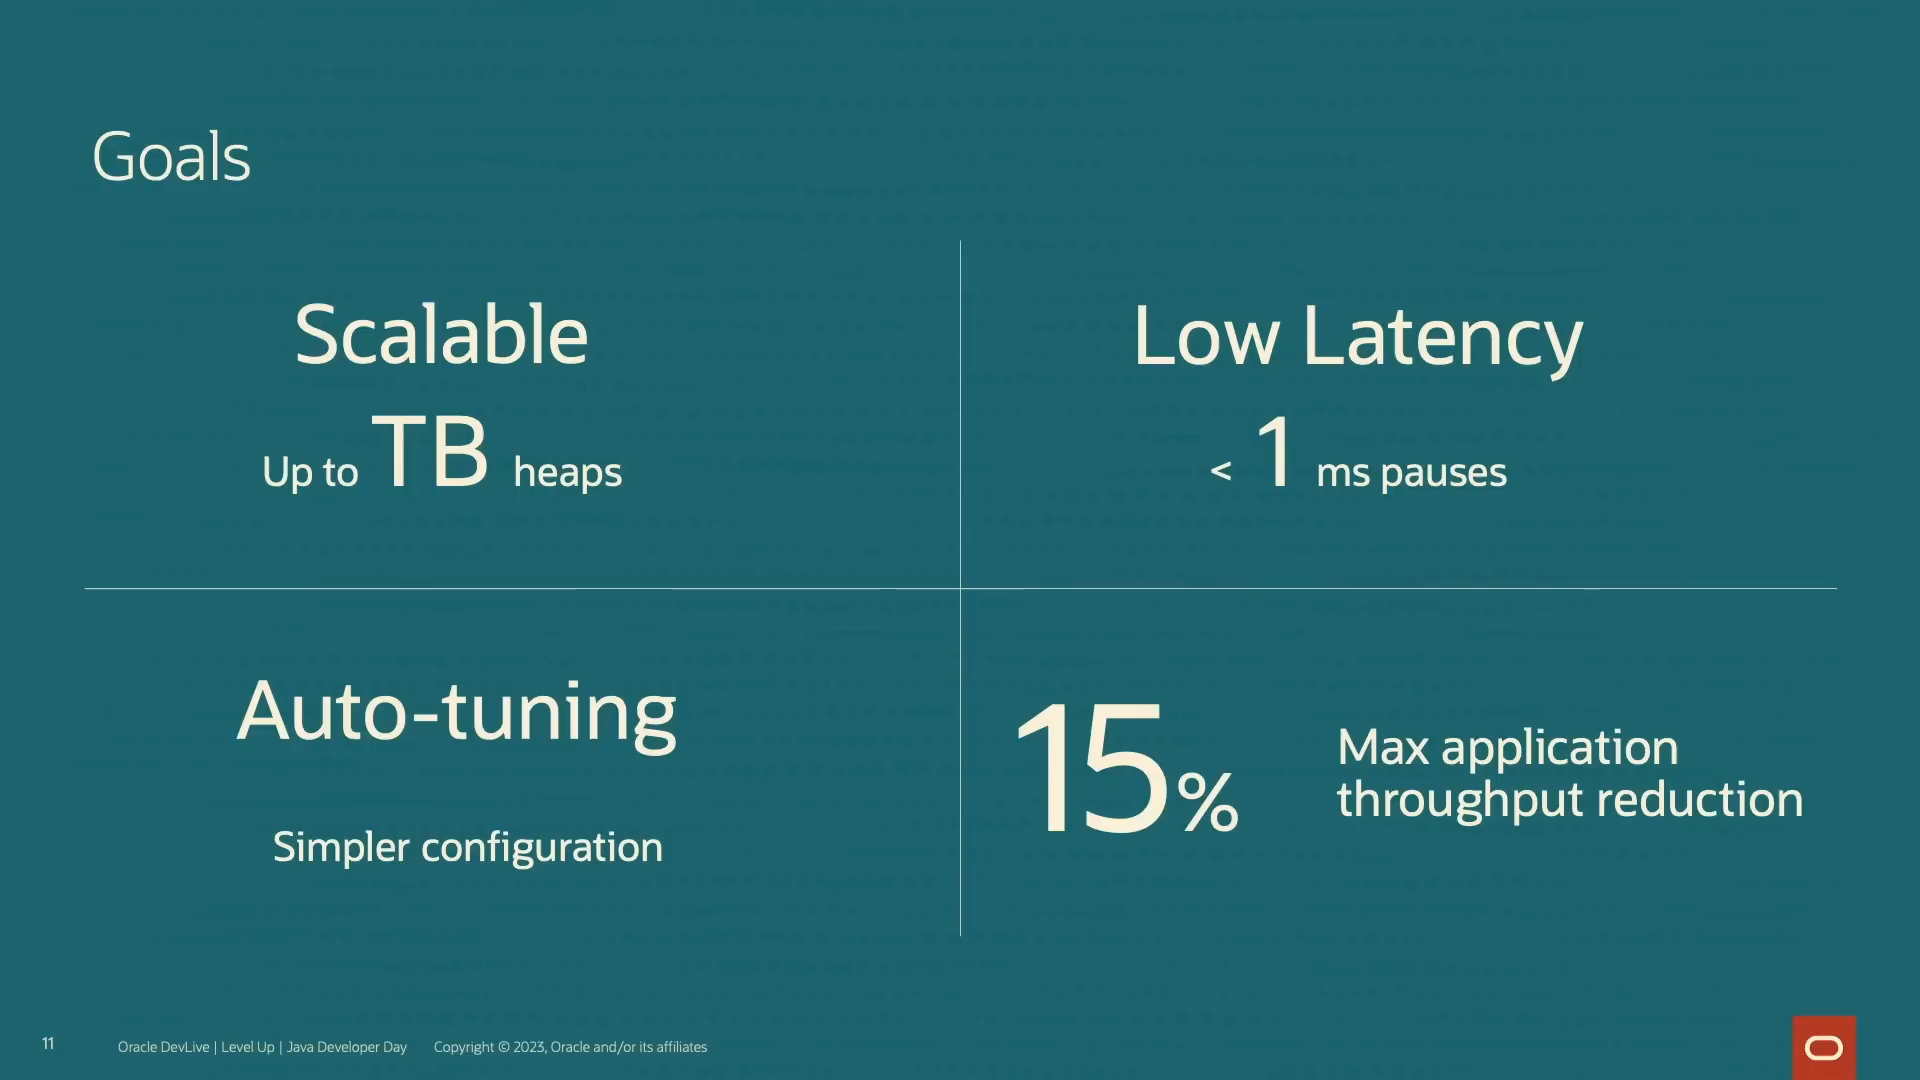 Goals
Scalable
Up to TB heaps
Low Latency
< 1 ms pauses
Auto-tuning
Simpler configuration
15%
Max application
throughput reduction
11
Oracle DevLive | Level Up | Java Developer Day Copyright © 2023, Oracle and/or its affiliates